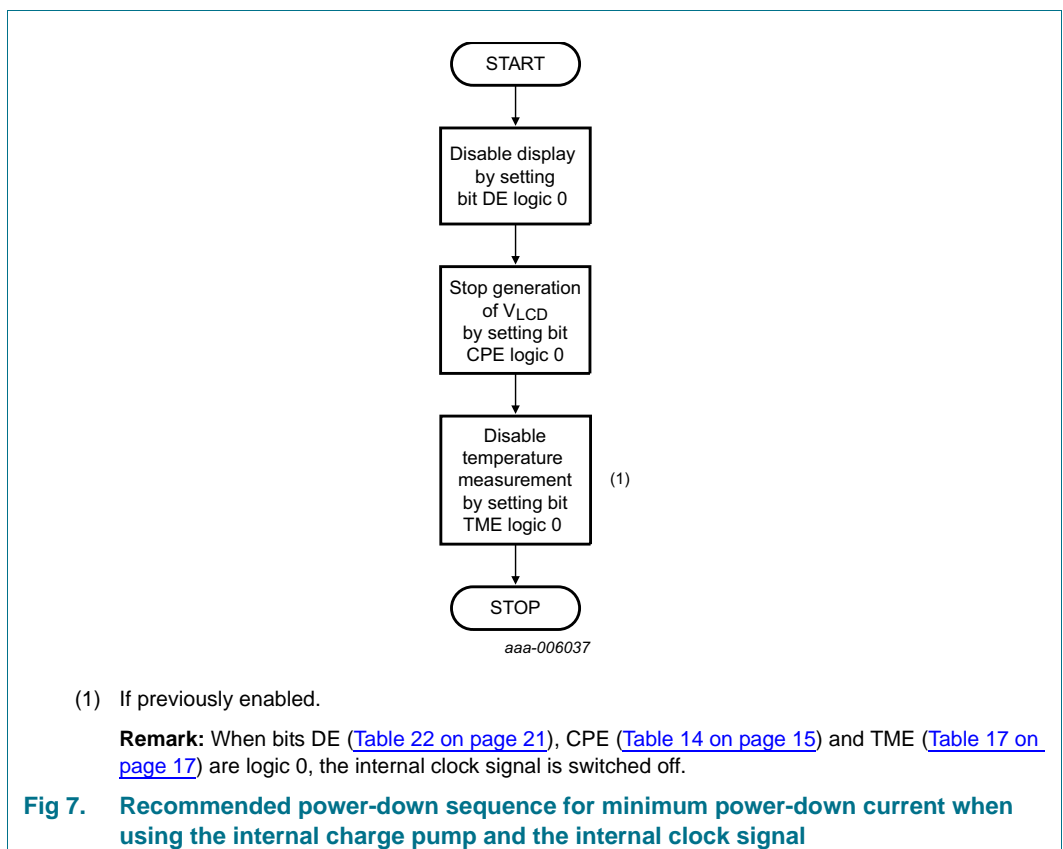 START
Disable display
by setting
bit DE logic 0
Stop generation
of VLCD
by setting bit
CPE logic 0
Disable
temperature
measurement
by setting bit
TME logic 0
(1)
STOP
aaa-006037
(1) If previously enabled.
Remark: When bits DE (Table 22 on page 21), CPE (Table 14 on page 15) and TME (Table 17 on
page 17) are logic 0, the internal clock signal is switched off.
Fig 7. Recommended power-down sequence for minimum power-down current when
using the internal charge pump and the internal clock signal